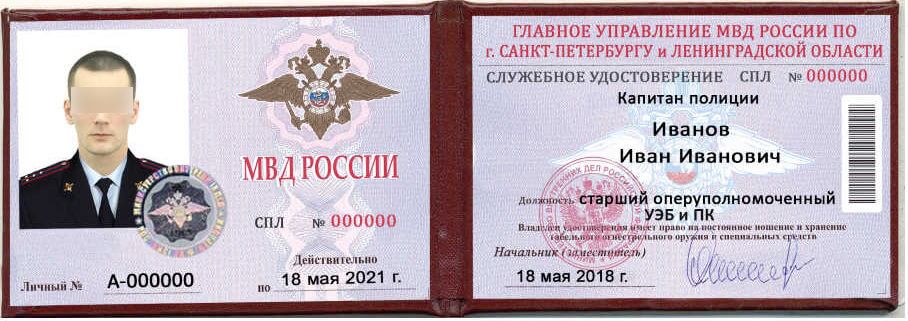 МВД РОССИИ
СПЛ № 000000
Действительно
Личный № А-000000 по 18 мая 2021 г.
ГЛАВНОЕ УПРАВЛЕНИЕ МВД РОССИИ ПО
г. САНКТ-ПЕТЕРБУРГУ и ЛЕНИНГРАДСКОЙ ОБЛАСТИ
СЛУЖЕБНОЕ УДОСТОВЕРЕНИЕ СПЛ № 000000
Капитан полиции
Иванов
Иван Иванович
Должность старший оперуполномоченный
УЭБ и ПК
Владелец удостоверения имеет право на постоянное ношение и хранение
табельного огнестрельного оружия и специальных средств
Начальник (заместитель)
18 мая 2018 г.